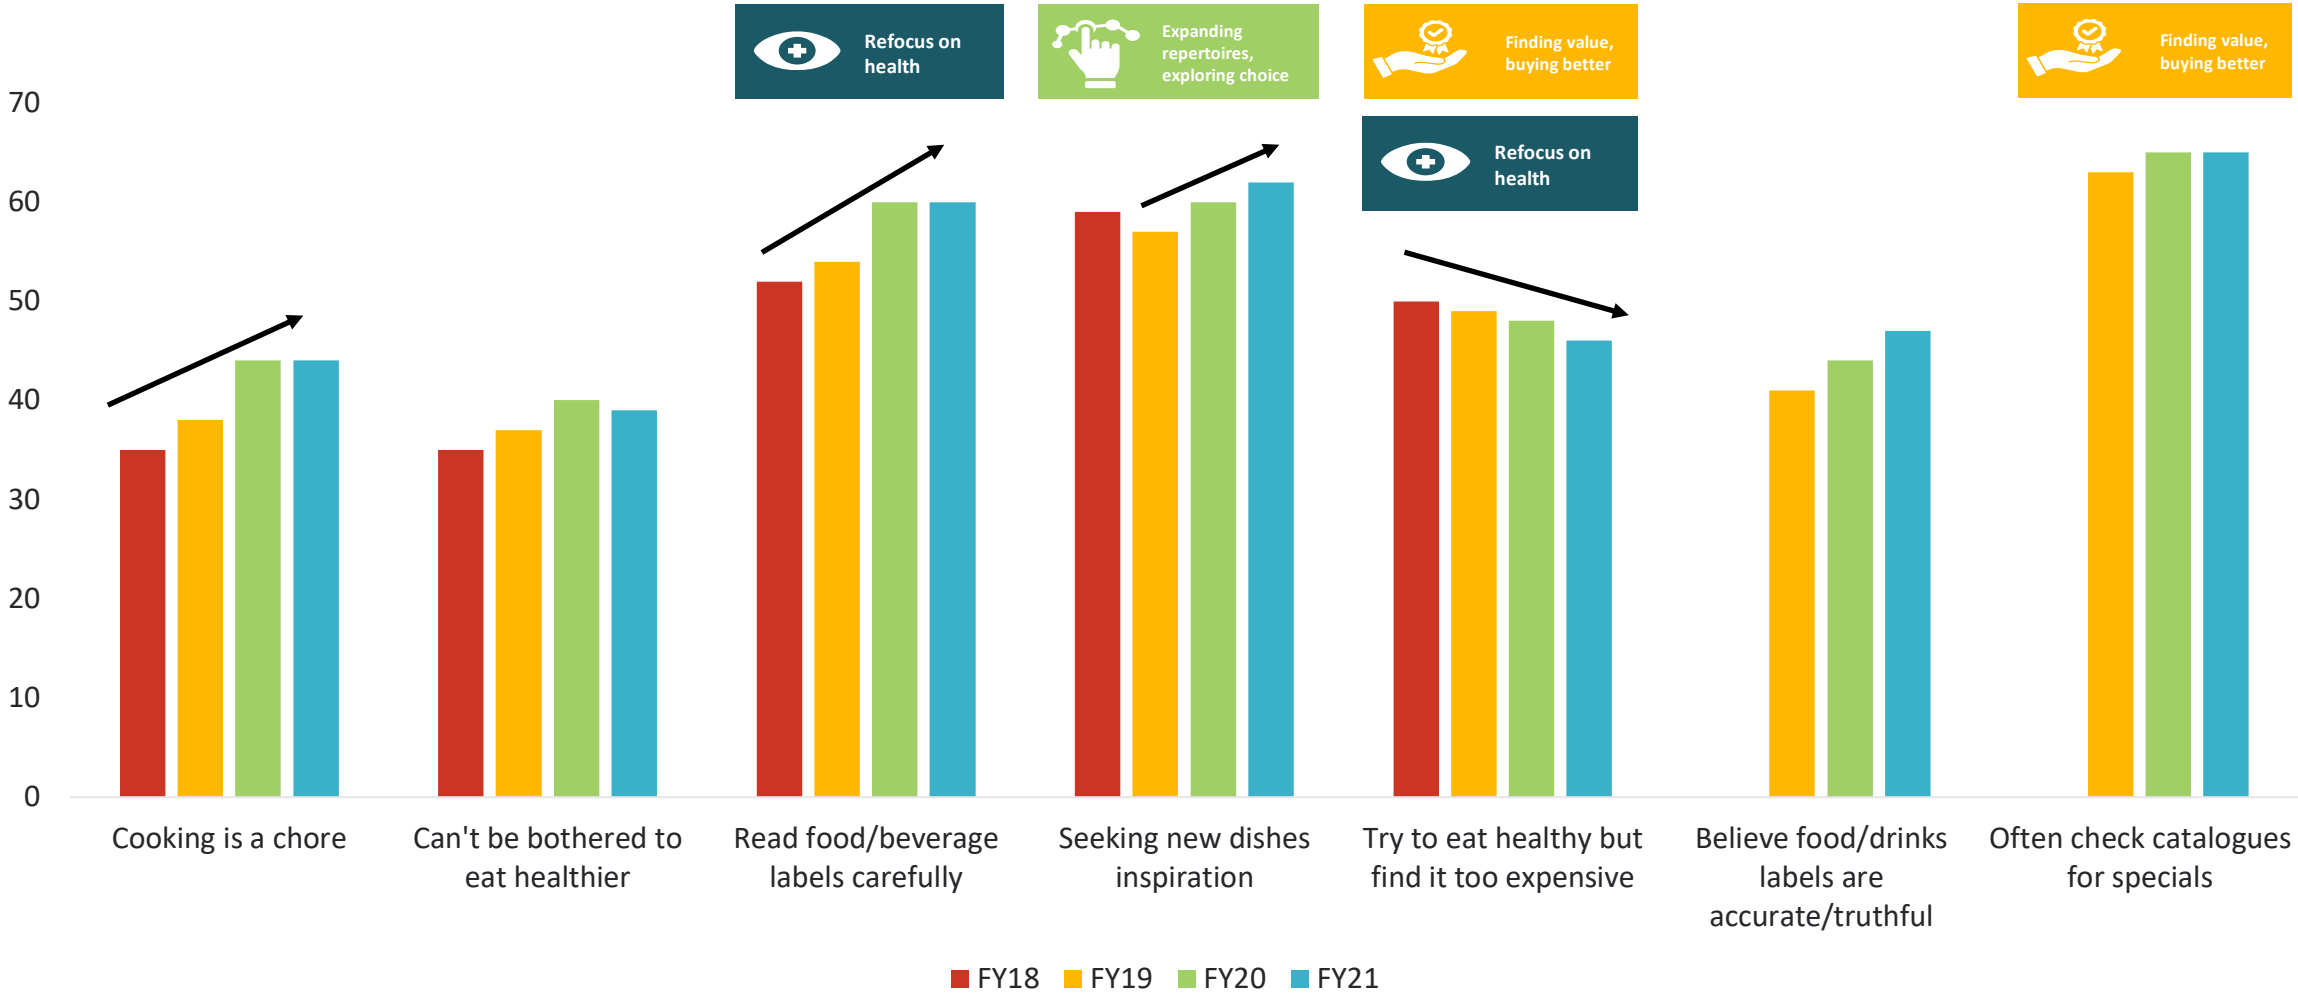 Refocus on
health
Expanding
repertoires,
exploring choice
Finding value,
buying better
Finding value,
buying better
Refocus on
health
70
60
50
40
30
20
10
0
Cooking is a chore
Can't be bothered to
eat healthier
Read food/beverage
labels carefully
Seeking new dishes
inspiration
Try to eat healthy but
find it too expensive
Believe food/drinks
labels are
accurate/truthful
Often check catalogues
for specials
FY18
FY19
FY20
FY21